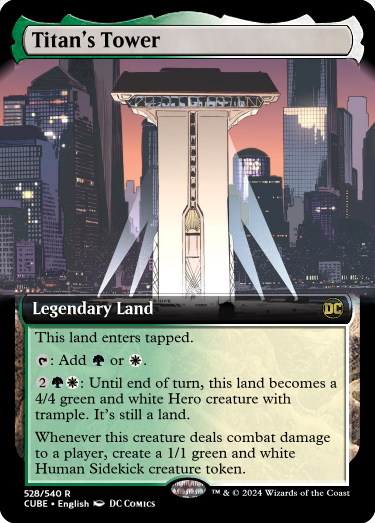 Titan's Tower
Legendary Land
DC
This land enters tapped.
: Add or .
2 : Until end of turn, this land becomes a
4/4 green and white Hero creature with
trample. It's still a land.
Whenever this creature deals combat damage
to a player, create a 1/1 green and white
Human Sidekick creature token.
528/540 R
CUBE • English DC COMICS
™ & © 2024 Wizards of the Coast